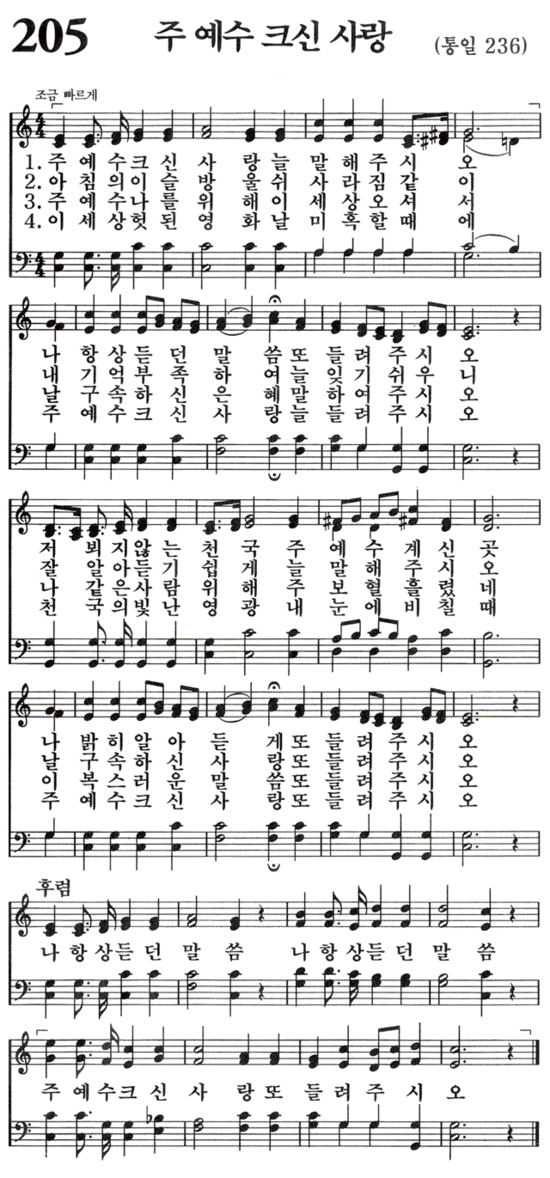 205 주 예수 크신 사랑 (통일 236)
조금 빠르게
1. 주 예 수 크 신 사 랑 늘 말 해 주 시 오
2. 아 침 의 이 슬 방 울 쉬 사 라 짐 같 이
3. 주 예 수 나 를 위 해 이 세 상 오 셔 서
4. 이 세 상 헛 된 영 화 날 미 혹 할 때 에
나 항 상 듣 던 말 씀 또 들 려 주 시 오
내 기 억 부 족 하 여 늘 잊 기 쉬 우 니
날 구 속 하 신 은 혜 늘 말 하 여 주 시 오
주 예 수 크 신 사 랑 늘 들 려 주 시 오
저 뵈 지 않 는 천 국 주 예 수 계 신 곳
잘 알 아 듣 기 쉽 게 늘 말 해 주 시 오
나 같 은 사 람 위 해 주 보 혈 흘 렸 네
천 국 의 빛 난 영 광 내 눈 에 비 칠 때
나 밝 히 알 아 듣 게 또 들 려 주 시 오
날 구 속 하 신 사 랑 또 들 려 주 시 오
이 복 스 러 운 말 씀 또 들 려 주 시 오
주 예 수 크 신 사 랑 또 들 려 주 시 오
후렴
나 항 상 듣 던 말 씀 나 항 상 듣 던 말 씀
주 예 수 크 신 사 랑 또 들 려 주 시 오